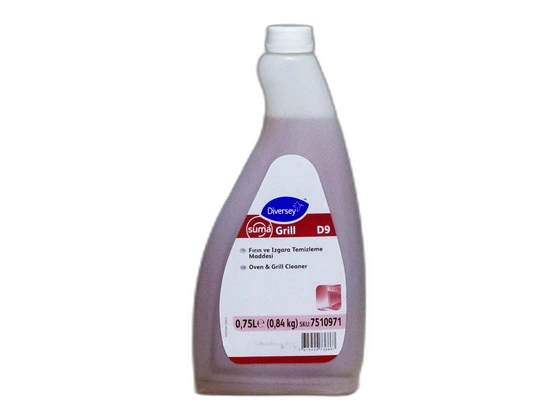 Diversey
suma Grill D9
Fırın ve Izgara Temizleme
Maddesi
Oven & Grill Cleaner
0,75L℮ (0,84 kg) SKU:7510971